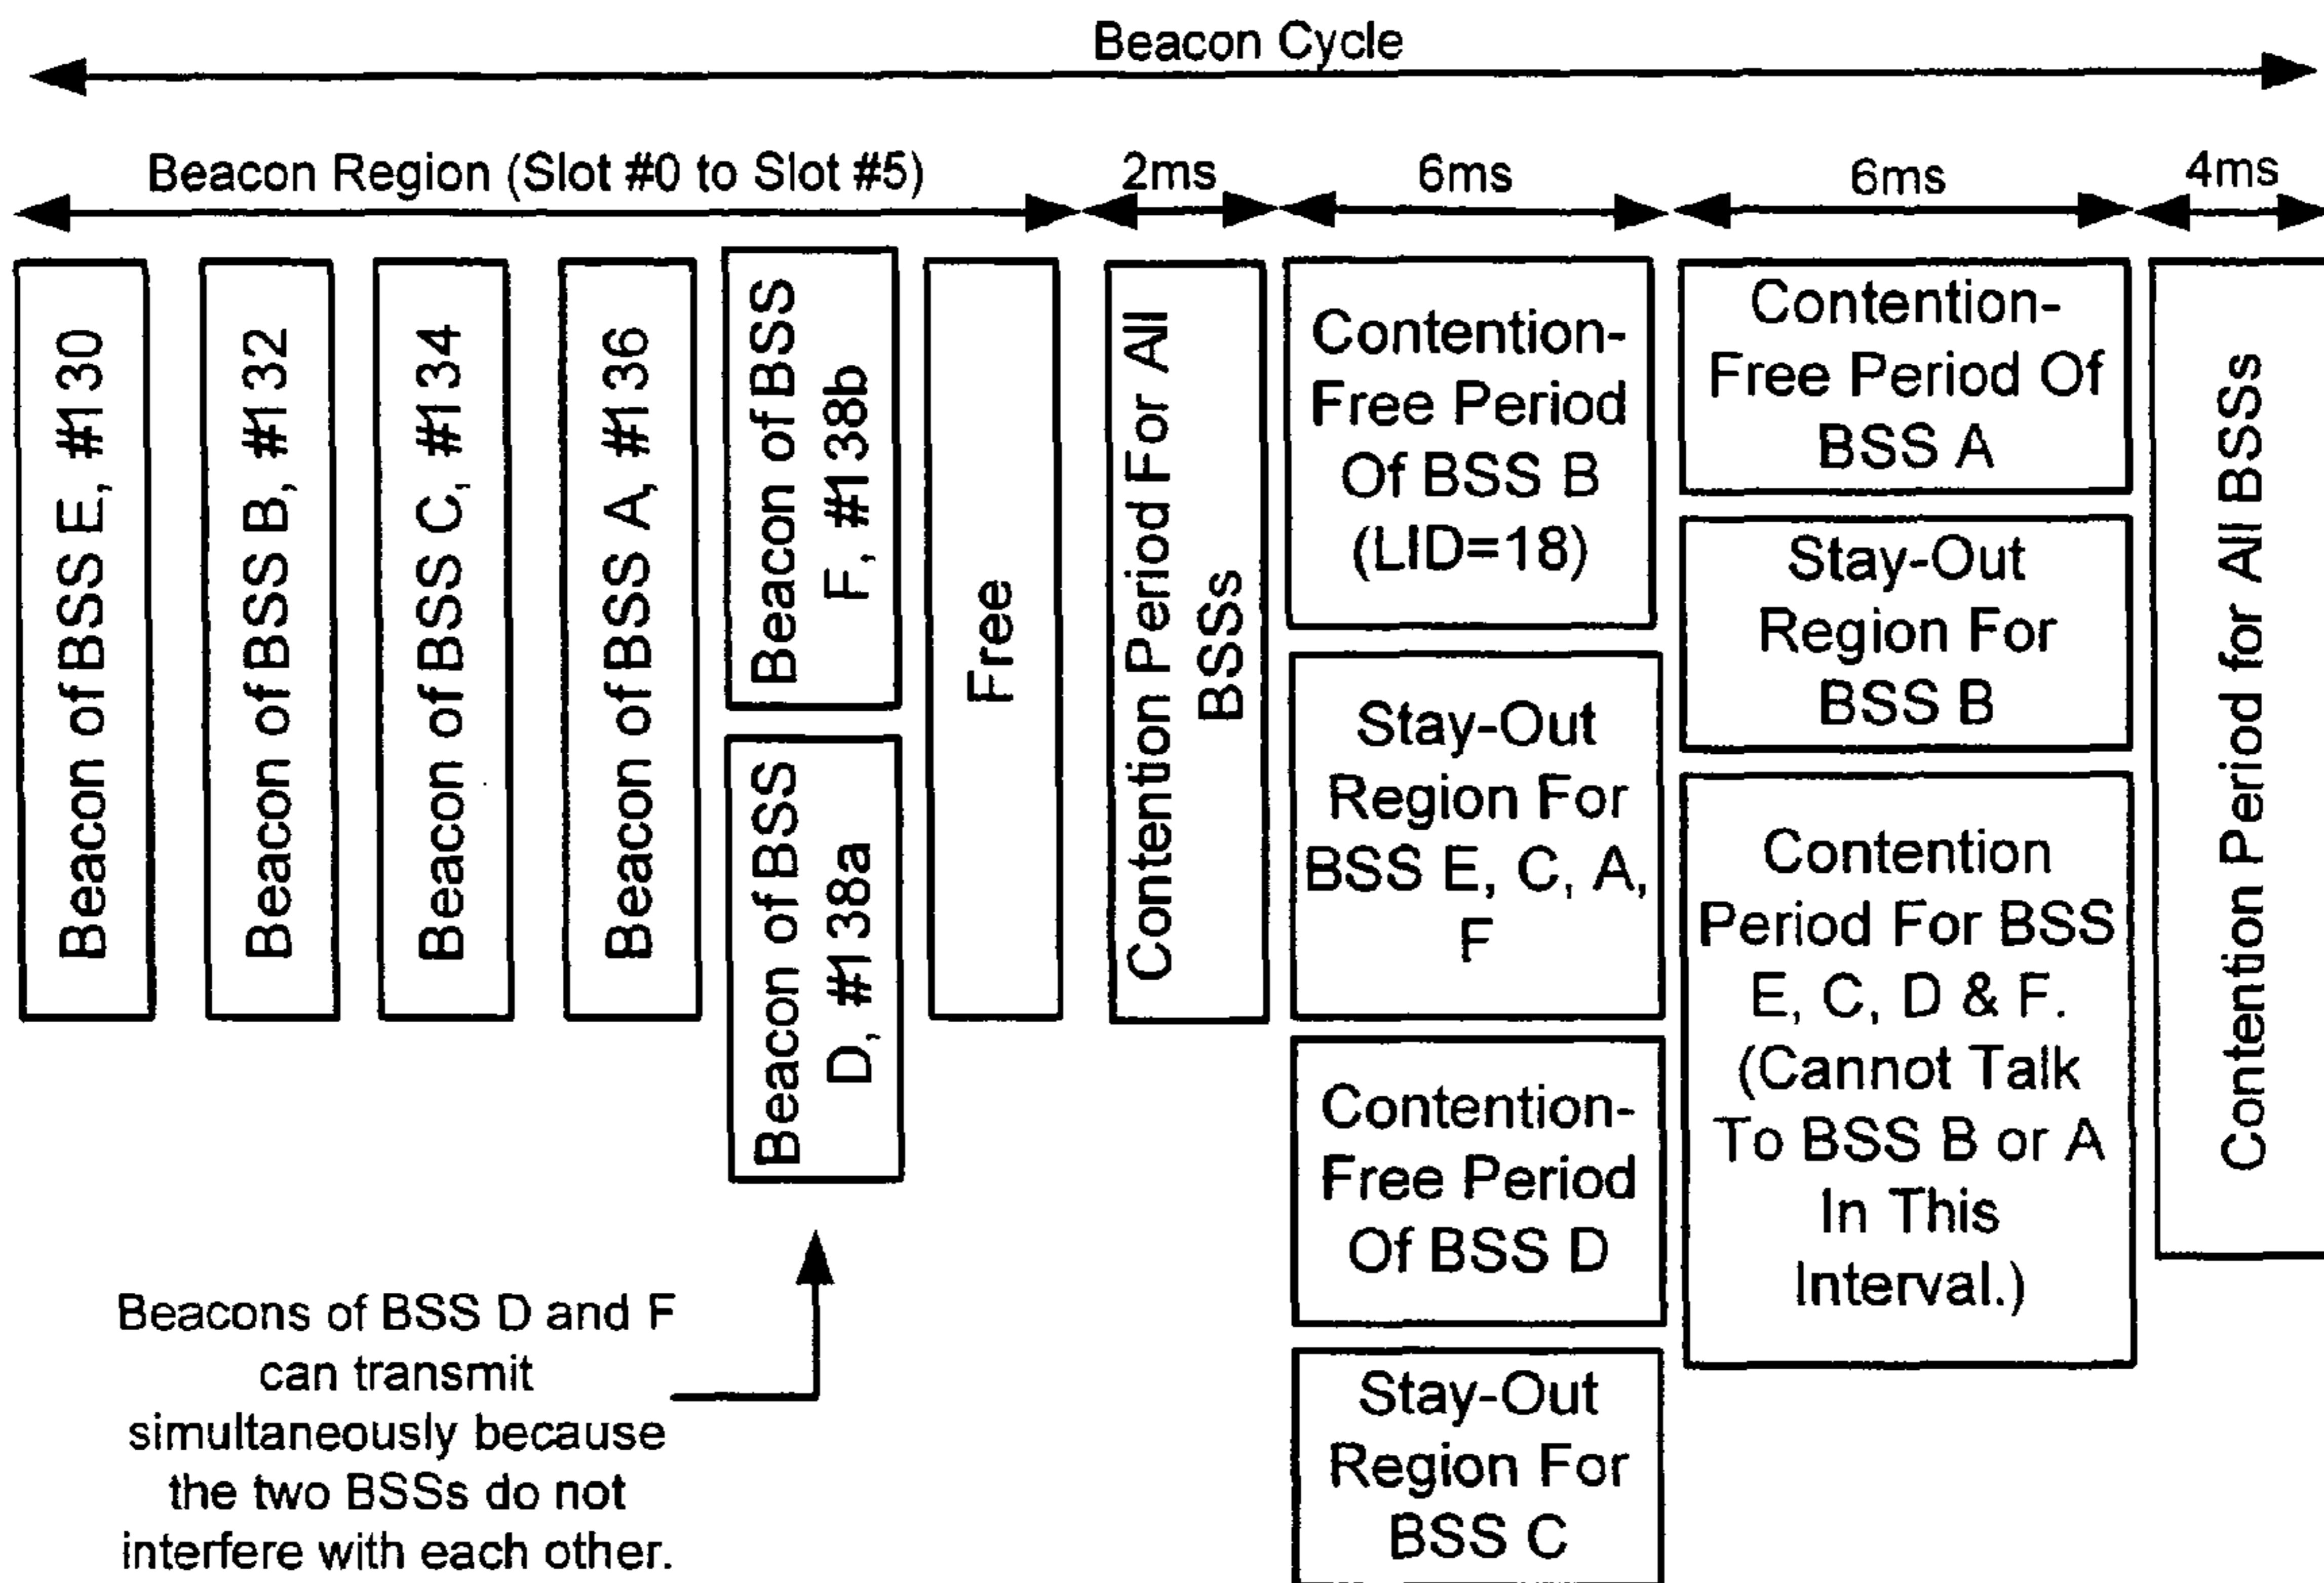 Beacon Cycle
Beacon Region (Slot #0 to Slot #5)
2ms
6ms
6ms
4ms
Beacon of BSS E, #130
Beacon of BSS B, #132
Beacon of BSS C, #134
Beacon of BSS A, #136
Beacon of BSS
F, #138b
Beacon of BSS
D, #138a
Free
Contention Period For All
BSSs
Contention-
Free Period
Of BSS B
(LID=18)
Stay-Out
Region For
BSS E, C, A,
F
Contention-
Free Period
Of BSS D
Stay-Out
Region For
BSS C
Contention-
Free Period Of
BSS A
Stay-Out
Region For
BSS B
Contention
Period For BSS
E, C, D & F.
(Cannot Talk
To BSS B or A
In This
Interval.)
Contention Period for All BSSs
Beacons of BSS D and F
can transmit
simultaneously because
the two BSSs do not
interfere with each other.